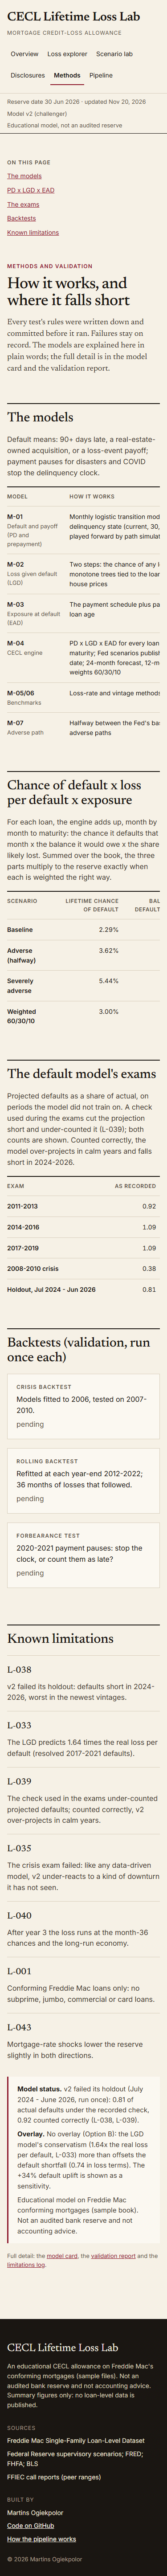 CECL Lifetime Loss Lab
MORTGAGE CREDIT-LOSS ALLOWANCE
Overview Loss explorer Scenario lab
Disclosures Methods Pipeline
Reserve date 30 Jun 2026 · updated Nov 20, 2026
Model v2 (challenger)
Educational model, not an audited reserve
ON THIS PAGE
The models
PD x LGD x EAD
The exams
Backtests
Known limitations
METHODS AND VALIDATION
How it works, and
where it falls short
Every test's rules were written down and
committed before it ran. Failures stay on
record. The models are explained here in
plain words; the full detail is in the model
card and the validation report.
The models
Default means: 90+ days late, a real-estate-
owned acquisition, or a loss-event payoff;
payment pauses for disasters and COVID
stop the delinquency clock.
MODEL HOW IT WORKS
M-01
Default and payoff
(PD and
prepayment)
Monthly logistic transition mod
delinquency state (current, 30,
played forward by path simulat
M-02
Loss given default
(LGD)
Two steps: the chance of any l
monotone trees tied to the loar
house prices
M-03
Exposure at default
(EAD)
The payment schedule plus pa
loan age
M-04
CECL engine
PD x LGD x EAD for every loan
maturity; Fed scenarios publish
date; 24-month forecast, 12-m
weights 60/30/10
M-05/06
Benchmarks
Loss-rate and vintage methods
M-07
Adverse path
Halfway between the Fed's bas
adverse paths
Chance of default x loss
per default x exposure
For each loan, the engine adds up, month by
month to maturity: the chance it defaults that
month x the balance it would owe x the share
likely lost. Summed over the book, the three
parts multiply to the reserve exactly when
each is weighted the right way.
SCENARIO LIFETIME CHANCE OF DEFAULT BAL DEFAULT
Baseline 2.29%
Adverse (halfway) 3.62%
Severely adverse 5.44%
Weighted 60/30/10 3.00%
The default model's exams
Projected defaults as a share of actual, on
periods the model did not train on. A check
used during the exams cut the projection
short and under-counted it (L-039); both
counts are shown. Counted correctly, the
model over-projects in calm years and falls
short in 2024-2026.
EXAM AS RECORDED
2011-2013 0.92
2014-2016 1.09
2017-2019 1.09
2008-2010 crisis 0.38
Holdout, Jul 2024 - Jun 2026 0.81
Backtests (validation, run
once each)
CRISIS BACKTEST
Models fitted to 2006, tested on 2007-
2010.
pending
ROLLING BACKTEST
Refitted at each year-end 2012-2022;
36 months of losses that followed.
pending
FORBEARANCE TEST
2020-2021 payment pauses: stop the
clock, or count them as late?
pending
Known limitations
L-038
v2 failed its holdout: defaults short in 2024-
2026, worst in the newest vintages.
L-033
The LGD predicts 1.64 times the real loss per
default (resolved 2017-2021 defaults).
L-039
The check used in the exams under-counted
projected defaults; counted correctly, v2
over-projects in calm years.
L-035
The crisis exam failed: like any data-driven
model, v2 under-reacts to a kind of downturn
it has not seen.
L-040
After year 3 the loss runs at the month-36
chances and the long-run economy.
L-001
Conforming Freddie Mac loans only: no
subprime, jumbo, commercial or card loans.
L-043
Mortgage-rate shocks lower the reserve
slightly in both directions.
Model status. v2 failed its holdout (July
2024 - June 2026, run once): 0.81 of
actual defaults under the recorded check,
0.92 counted correctly (L-038, L-039).
Overlay. No overlay (Option B): the LGD
model's conservatism (1.64x the real loss
per default, L-033) more than offsets the
default shortfall (0.74 in loss terms). The
+34% default uplift is shown as a
sensitivity.
Educational model on Freddie Mac
conforming mortgages (sample book).
Not an audited bank reserve and not
accounting advice.
Full detail: the model card, the validation report and the
limitations log.
CECL Lifetime Loss Lab
An educational CECL allowance on Freddie Mac's
conforming mortgages (sample files). Not an
audited bank reserve and not accounting advice.
Summary figures only: no loan-level data is
published.
SOURCES
Freddie Mac Single-Family Loan-Level Dataset
Federal Reserve supervisory scenarios; FRED;
FHFA; BLS
FFIEC call reports (peer ranges)
BUILT BY
Martins Ogiekpolor
Code on GitHub
How the pipeline works
© 2026 Martins Ogiekpolor